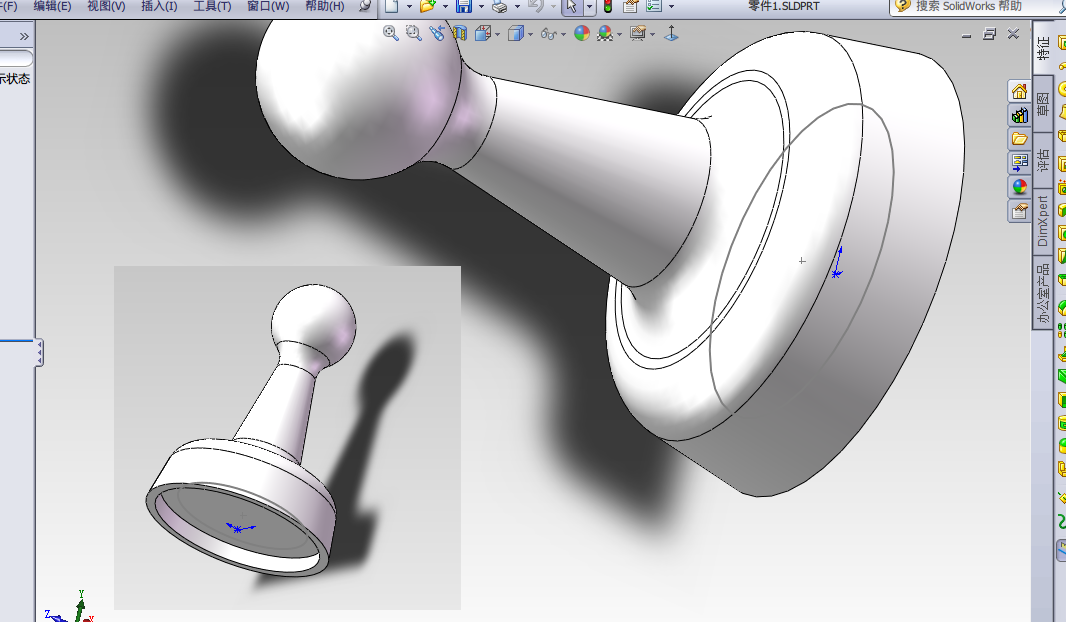 编辑(E) 视图(V) 插入(I) 工具(T) 窗口(W) 帮助(H) 零件1.SLDPRT 搜索 SolidWorks 帮助
示状态
特征
草图
评估
DimXpert
办公室产品
Y
Z
X